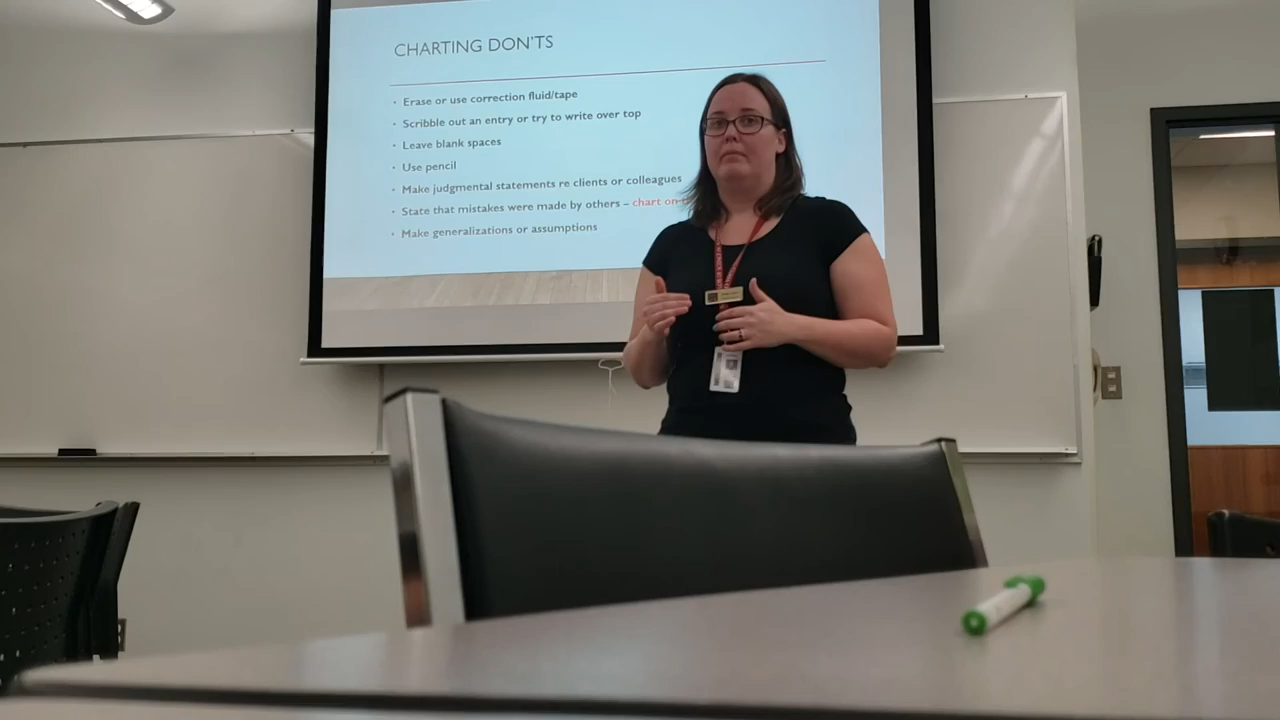 CHARTING DON'TS
• Erase or use correction fluid/tape
• Scribble out an entry or try to write over top
• Leave blank spaces
• Use pencil
• Make judgmental statements re clients or colleagues
• State that mistakes were made by others – chart on
• Make generalizations or assumptions